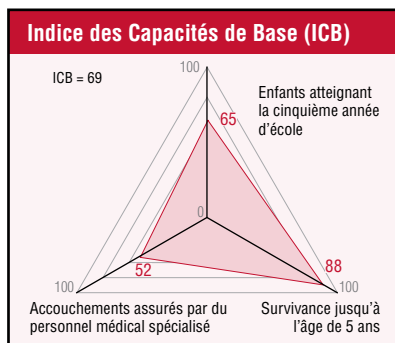 Indice des Capacités de Base (ICB)
100
ICB = 69
Enfants atteignant
la cinquième année
d'école
65
0
88
52
100
100
Accouchements assurés par du
personnel médical spécialisé
Survivance jusqu'à
l'âge de 5 ans